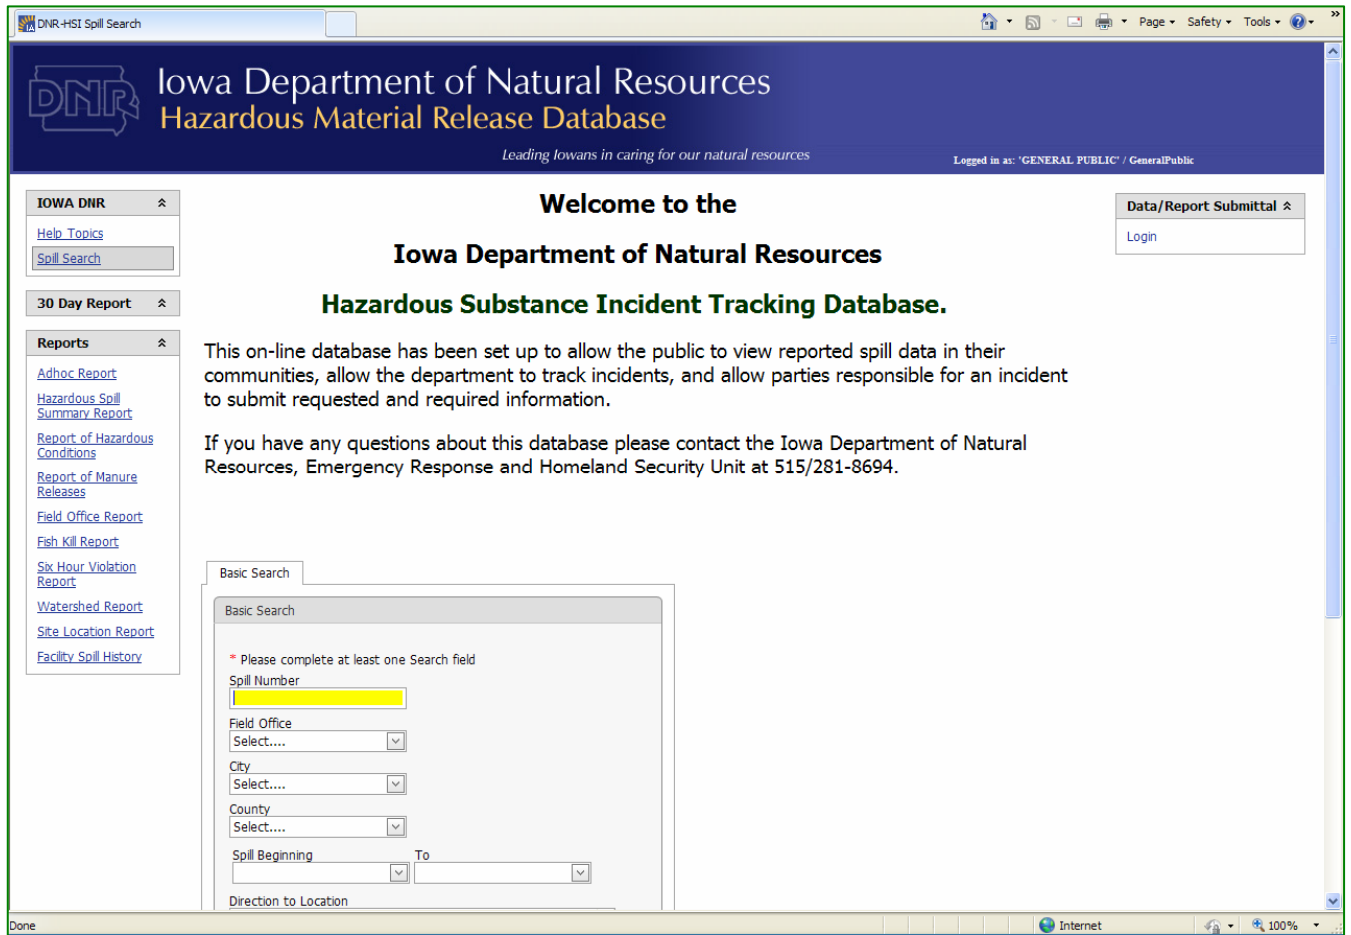 DNR-HSI Spill Search
Page
Safety
Tools
DNR
Iowa Department of Natural Resources
Hazardous Material Release Database
Leading Iowans in caring for our natural resources
Logged in as: 'GENERAL PUBLIC' / GeneralPublic
IOWA DNR
Help Topics
Spill Search
30 Day Report
Reports
Adhoc Report
Hazardous Spill
Summary Report
Report of Hazardous
Conditions
Report of Manure
Releases
Field Office Report
Fish Kill Report
Six Hour Violation
Report
Watershed Report
Site Location Report
Facility Spill History
Welcome to the
Iowa Department of Natural Resources
Hazardous Substance Incident Tracking Database.
This on-line database has been set up to allow the public to view reported spill data in their
communities, allow the department to track incidents, and allow parties responsible for an incident
to submit requested and required information.
If you have any questions about this database please contact the Iowa Department of Natural
Resources, Emergency Response and Homeland Security Unit at 515/281-8694.
Data/Report Submittal
Login
Basic Search
Basic Search
* Please complete at least one Search field
Spill Number
Field Office
Select....
City
Select....
County
Select....
Spill Beginning To
Direction to Location
Done
Internet
100%